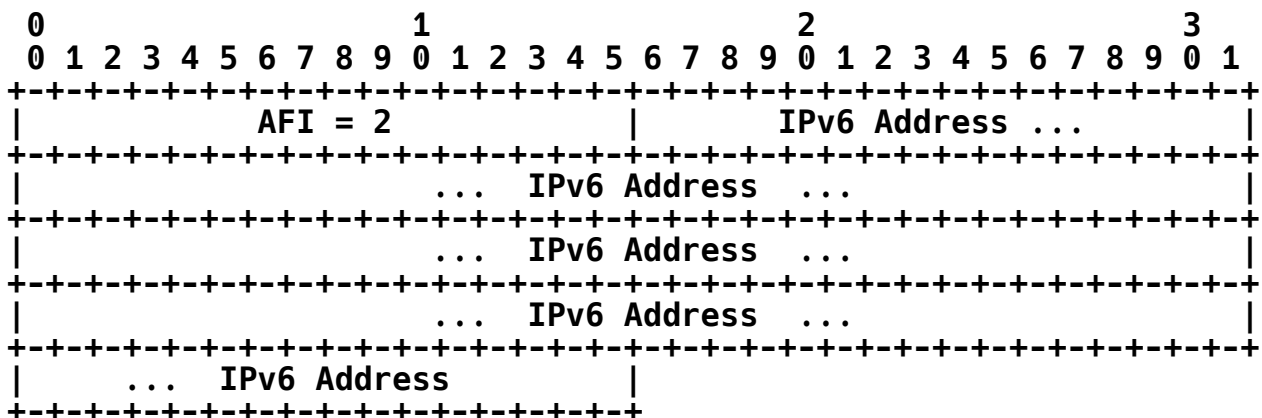 0                   1                   2                   3
 0 1 2 3 4 5 6 7 8 9 0 1 2 3 4 5 6 7 8 9 0 1 2 3 4 5 6 7 8 9 0 1
+-+-+-+-+-+-+-+-+-+-+-+-+-+-+-+-+-+-+-+-+-+-+-+-+-+-+-+-+-+-+-+-+
|            AFI = 2            |       IPv6 Address ...        |
+-+-+-+-+-+-+-+-+-+-+-+-+-+-+-+-+-+-+-+-+-+-+-+-+-+-+-+-+-+-+-+-+
|                     ...  IPv6 Address  ...                    |
+-+-+-+-+-+-+-+-+-+-+-+-+-+-+-+-+-+-+-+-+-+-+-+-+-+-+-+-+-+-+-+-+
|                     ...  IPv6 Address  ...                    |
+-+-+-+-+-+-+-+-+-+-+-+-+-+-+-+-+-+-+-+-+-+-+-+-+-+-+-+-+-+-+-+-+
|                     ...  IPv6 Address  ...                    |
+-+-+-+-+-+-+-+-+-+-+-+-+-+-+-+-+-+-+-+-+-+-+-+-+-+-+-+-+-+-+-+-+
|     ...  IPv6 Address         |
+-+-+-+-+-+-+-+-+-+-+-+-+-+-+-+-+